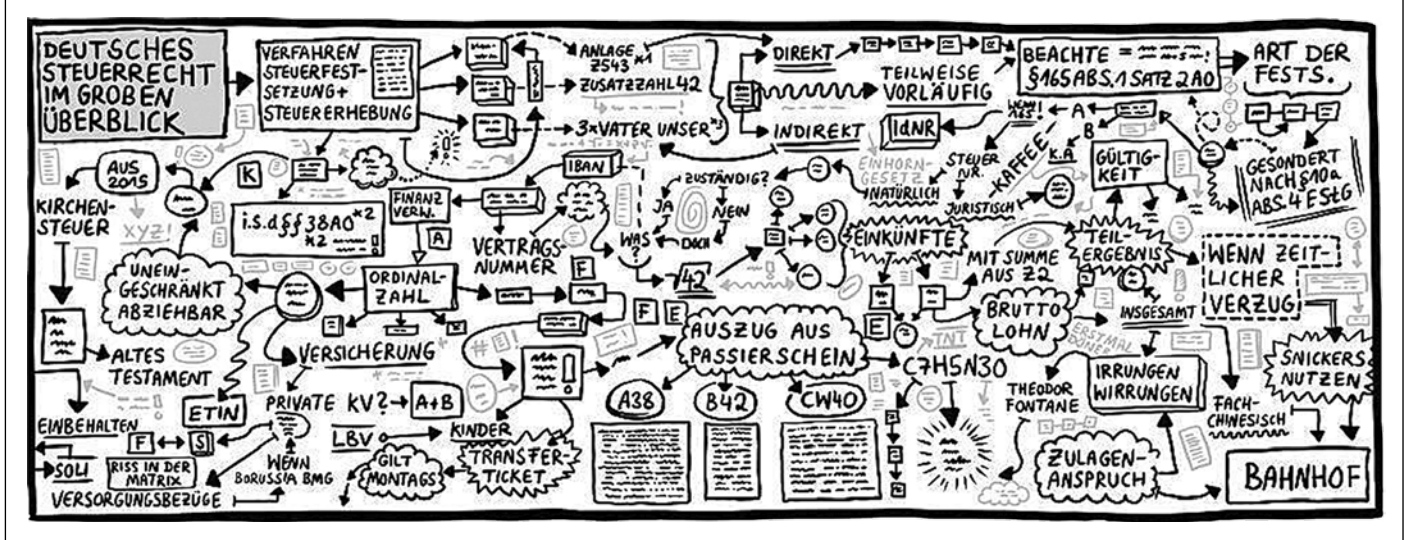 DEUTSCHES
STEUERRECHT
IM GROBEN
ÜBERBLICK
VERFAHREN
STEUERFEST-
SETZUNG +
STEUERERHEBUNG
ANLAGE
Z543 *1
ZUSATZZAHL 42
3 x VATER UNSER *3
DIREKT
TEILWEISE
VORLÄUFIG
INDIREKT
BEACHTE =
§ 165 ABS. 1 SATZ 2 AO
ART DER
FESTS.
WENN
165!
A
B
K.A
KAFFEE
IdNR
STEUER
NR.
EINHORN-
GESETZ
NATÜRLICH
JURISTISCH
GÜLTIG-
KEIT
GESONDERT
NACH § 10a
ABS. 4 EStG
AUS
2015
K
KIRCHEN-
STEUER
XYZ!
i.S.d §§ 38 AO *2
*2
FINANZ
VERW.
A
IBAN
VERTRAGS
NUMMER
ZUSTÄNDIG?
JA
NEIN
DOCH
WAS
?
42
EINKÜNFTE
MIT SUMME
AUS Z2
TEIL-
ERGEBNIS
WENN ZEIT-
LICHER
VERZUG
UNEIN-
GESCHRÄNKT
ABZIEHBAR
ORDINAL-
ZAHL
F
F
E
E
BRUTTO
LOHN
INSGESAMT
ERSTMAL
DÖNER
ALTES
TESTAMENT
VERSICHERUNG
#
!
AUSZUG AUS
PASSIERSCHEIN
TNT
C7H5N3O
SNICKERS
NUTZEN
ETIN
PRIVATE
KV?
A+B
A38
B42
CW40
THEODOR
FONTANE
IRRUNGEN
WIRRUNGEN
FACH-
CHINESISCH
EINBEHALTEN
F
S
LBV
KINDER
SOLI
RISS IN DER
MATRIX
WENN
BORUSSIA BMG
GILT
MONTAGS
TRANSFER-
TICKET
ZULAGEN-
ANSPRUCH
BAHNHOF
VERSORGUNGSBEZÜGE